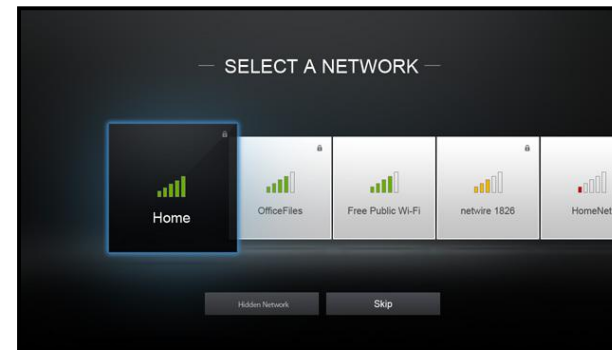 — SELECT A NETWORK —
Home
OfficeFiles
Free Public Wi-Fi
netwire 1826
HomeNet
Hidden Network
Skip